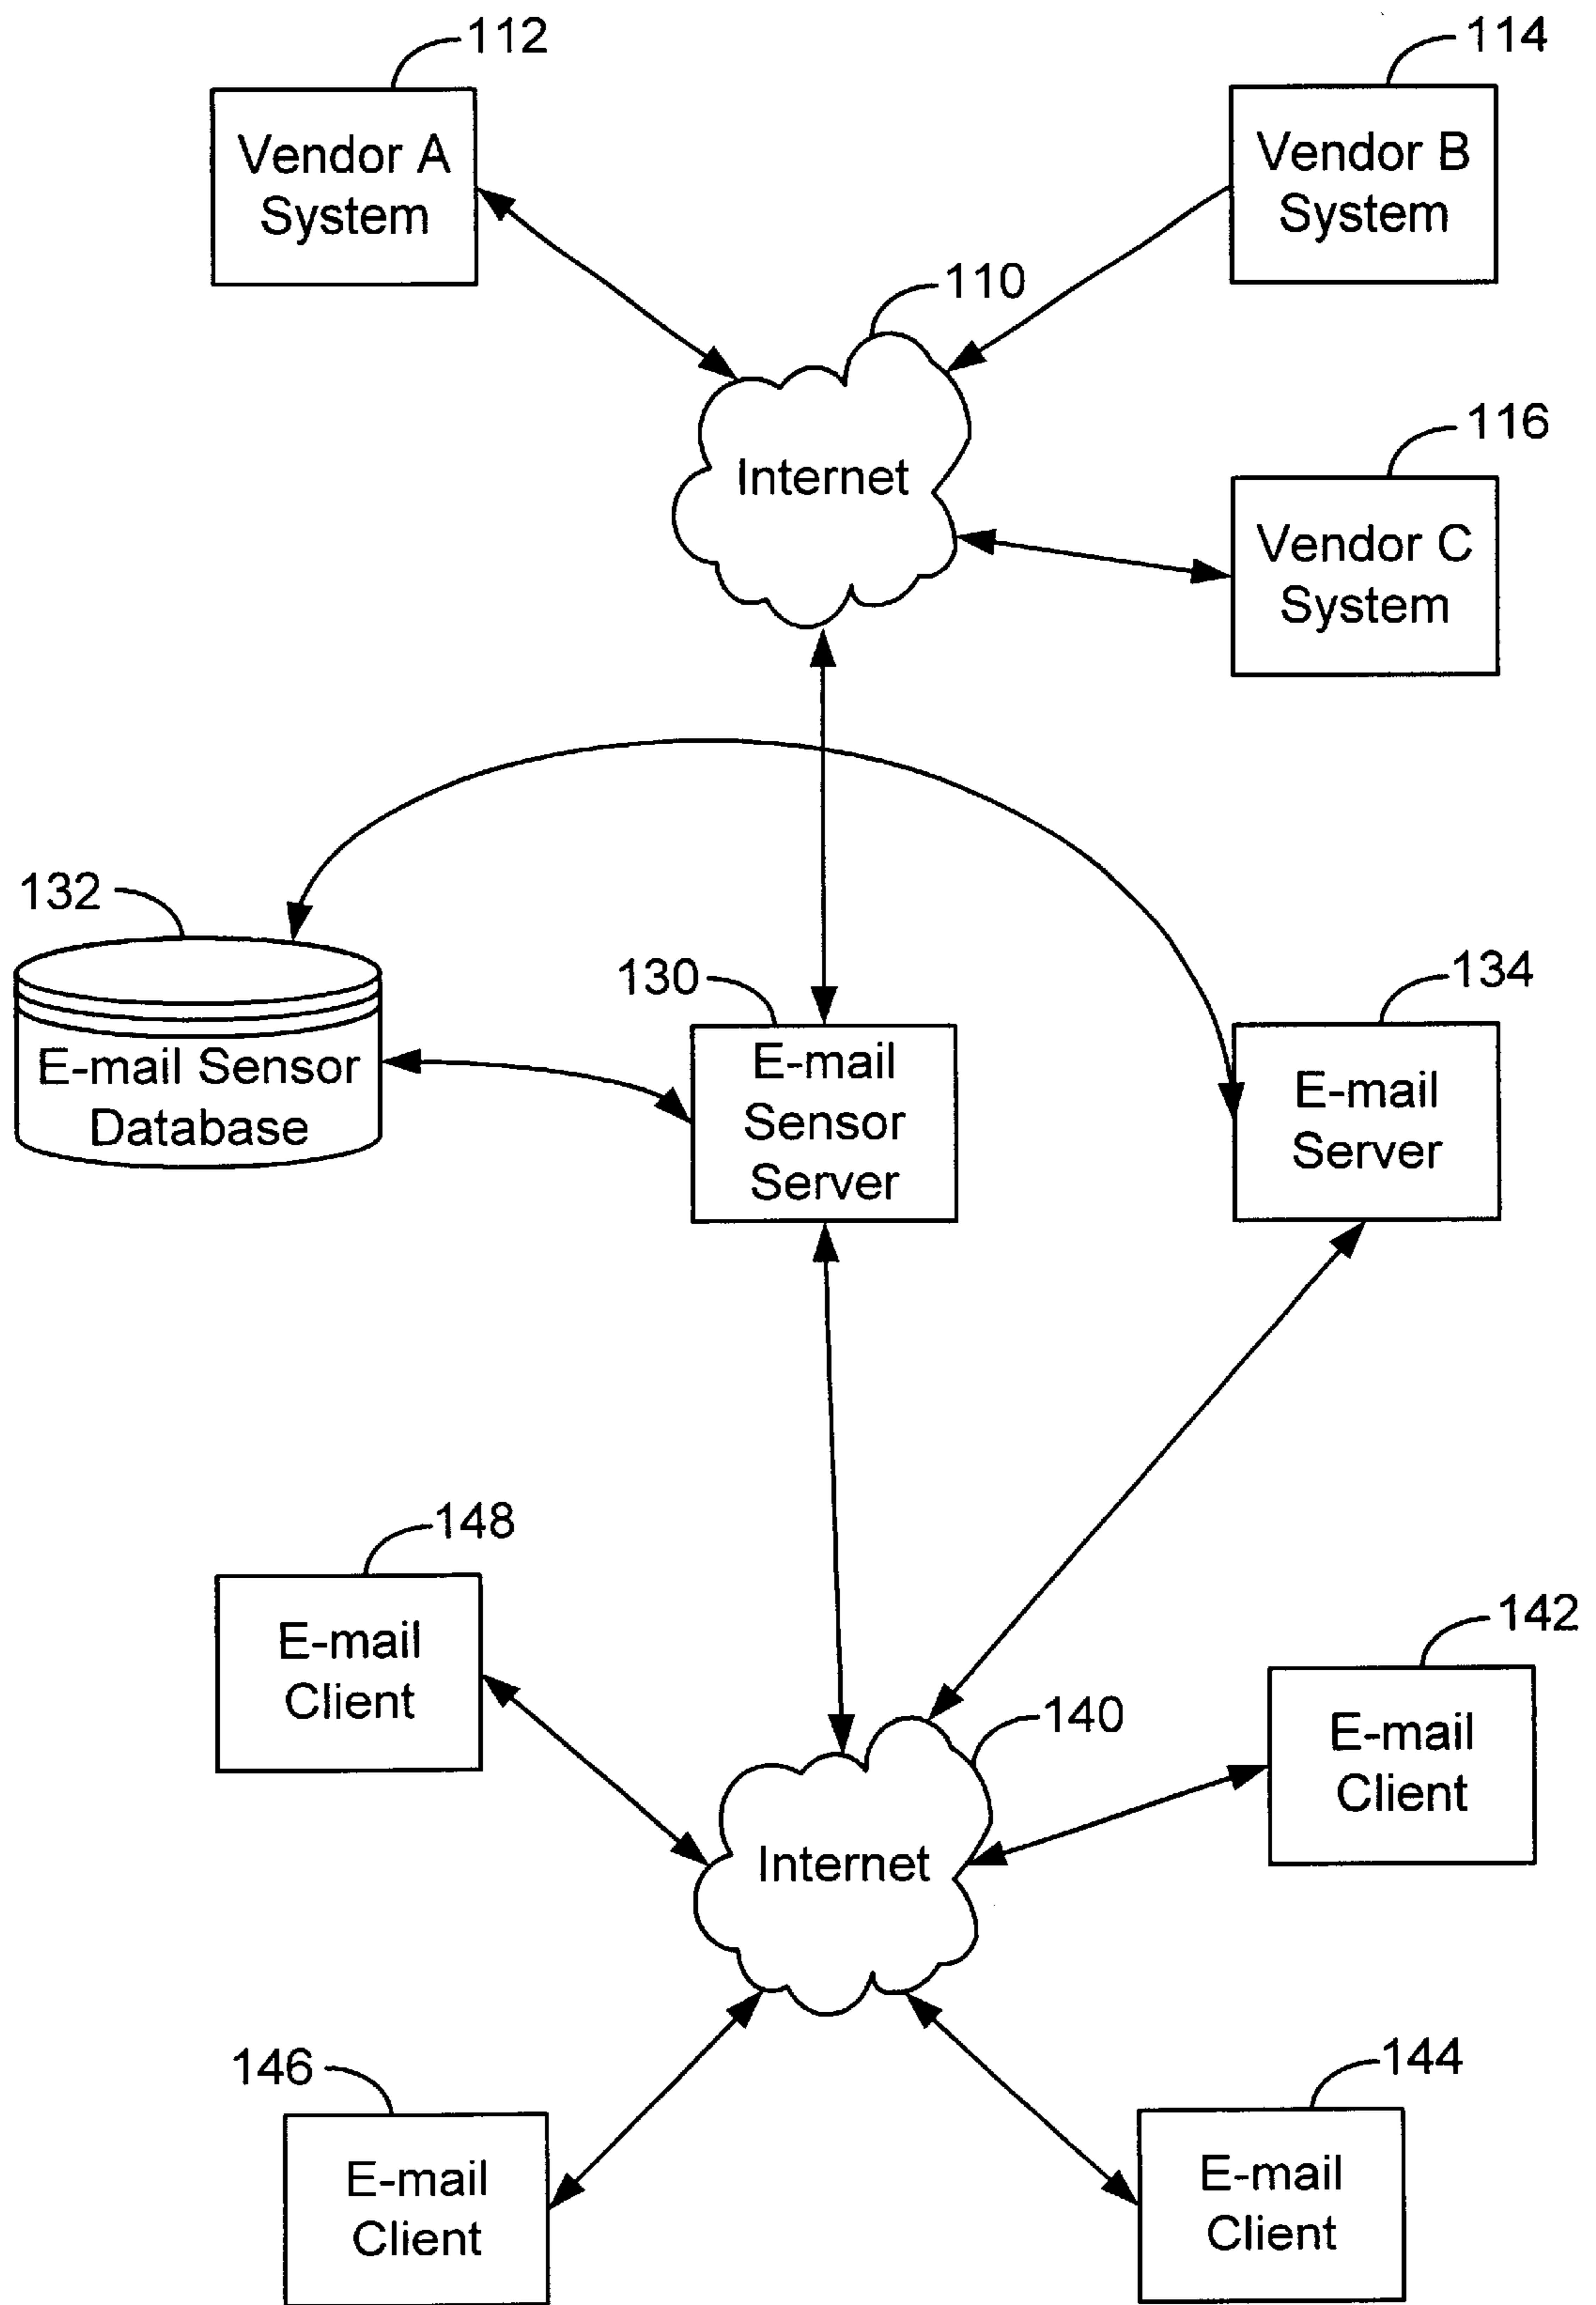 112
114
Vendor A
System
Vendor B
System
110
116
Internet
Vendor C
System
132
130
134
E-mail Sensor
Database
E-mail
Sensor
Server
E-mail
Server
148
142
E-mail
Client
140
E-mail
Client
Internet
146
144
E-mail
Client
E-mail
Client